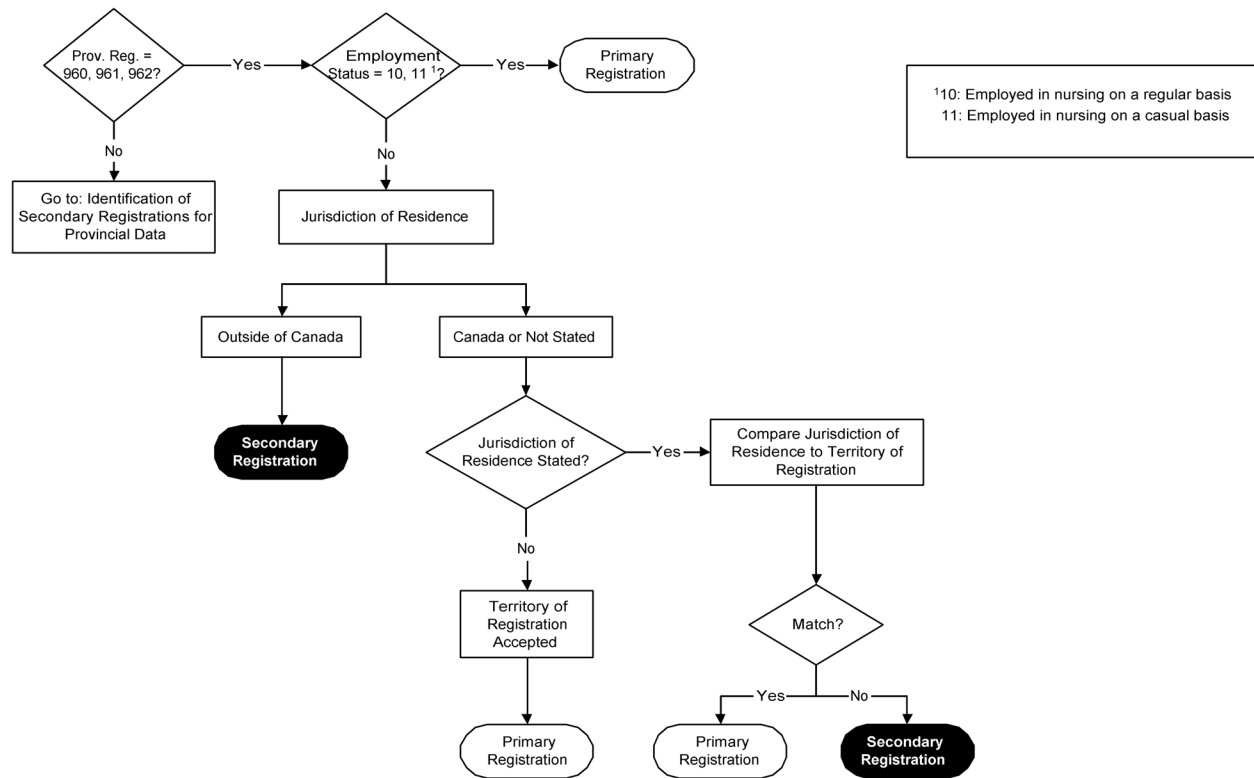 Prov. Reg. =
960, 961, 962?
Yes
Employment
Status = 10, 11 ¹?
Yes
Primary
Registration
¹10: Employed in nursing on a regular basis
11: Employed in nursing on a casual basis
No
No
Go to: Identification of
Secondary Registrations for
Provincial Data
Jurisdiction of Residence
Outside of Canada
Canada or Not Stated
Secondary
Registration
Jurisdiction of
Residence Stated?
Yes
Compare Jurisdiction of
Residence to Territory of
Registration
No
Territory of
Registration
Accepted
Match?
Yes
No
Primary
Registration
Primary
Registration
Secondary
Registration